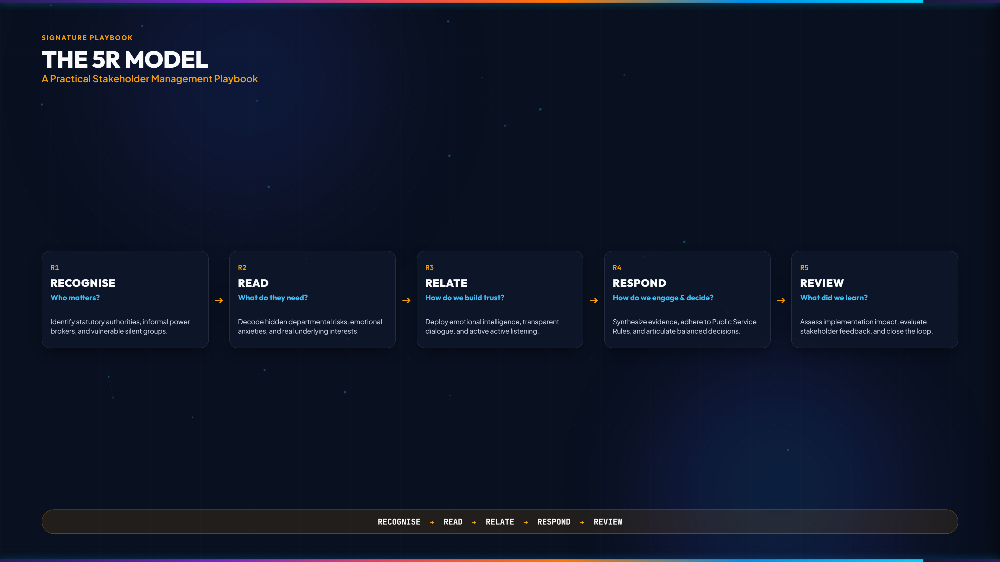 SIGNATURE PLAYBOOK
THE 5R MODEL
A Practical Stakeholder Management Playbook
R1
RECOGNISE
Who matters?
Identify statutory authorities, informal power
brokers, and vulnerable silent groups.
➔
R2
READ
What do they need?
Decode hidden departmental risks, emotional
anxieties, and real underlying interests.
➔
R3
RELATE
How do we build trust?
Deploy emotional intelligence, transparent
dialogue, and active active listening.
➔
R4
RESPOND
How do we engage & decide?
Synthesize evidence, adhere to Public Service
Rules, and articulate balanced decisions.
➔
R5
REVIEW
What did we learn?
Assess implementation impact, evaluate
stakeholder feedback, and close the loop.
RECOGNISE → READ → RELATE → RESPOND → REVIEW